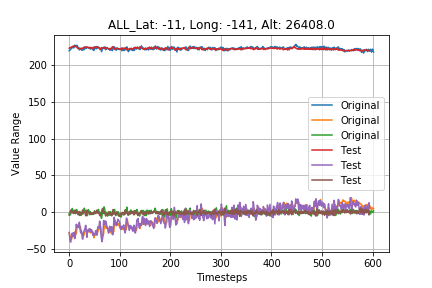 ALL_Lat: -11, Long: -141, Alt: 26408.0
Value Range
200
150
100
50
0
−50
Original
Original
Original
Test
Test
Test
0 100 200 300 400 500 600
Timesteps